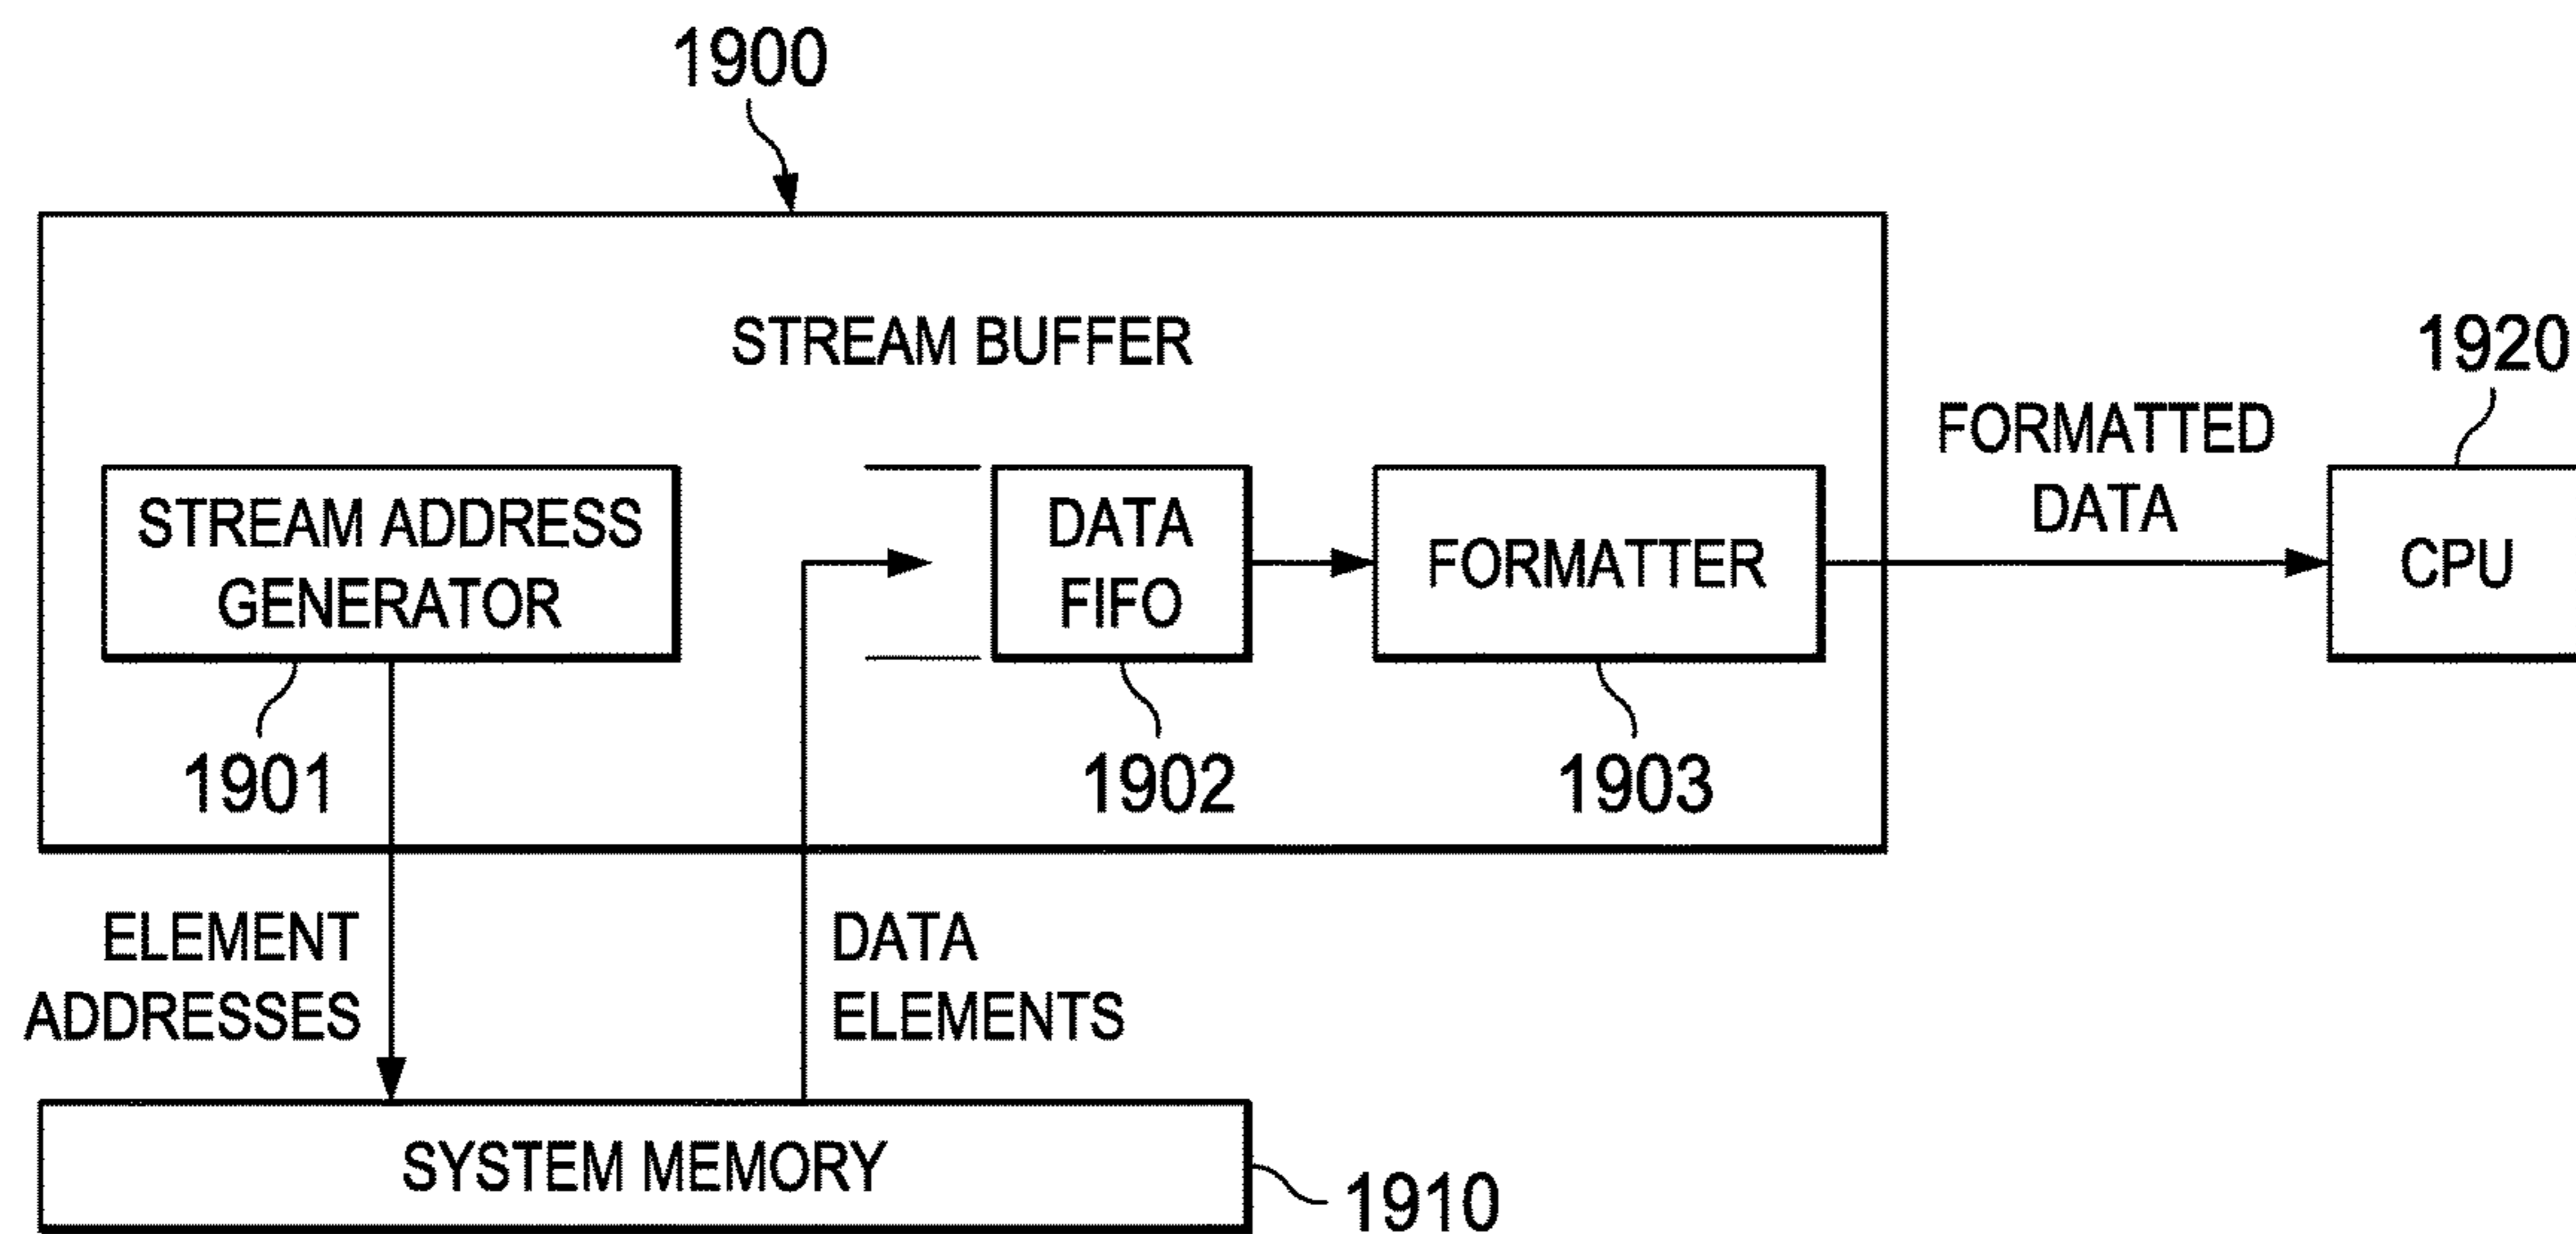 1900
STREAM BUFFER
1920
FORMATTED
DATA
STREAM ADDRESS
GENERATOR
DATA
FIFO
FORMATTER
CPU
1901
1902
1903
ELEMENT
ADDRESSES
DATA
ELEMENTS
SYSTEM MEMORY
1910